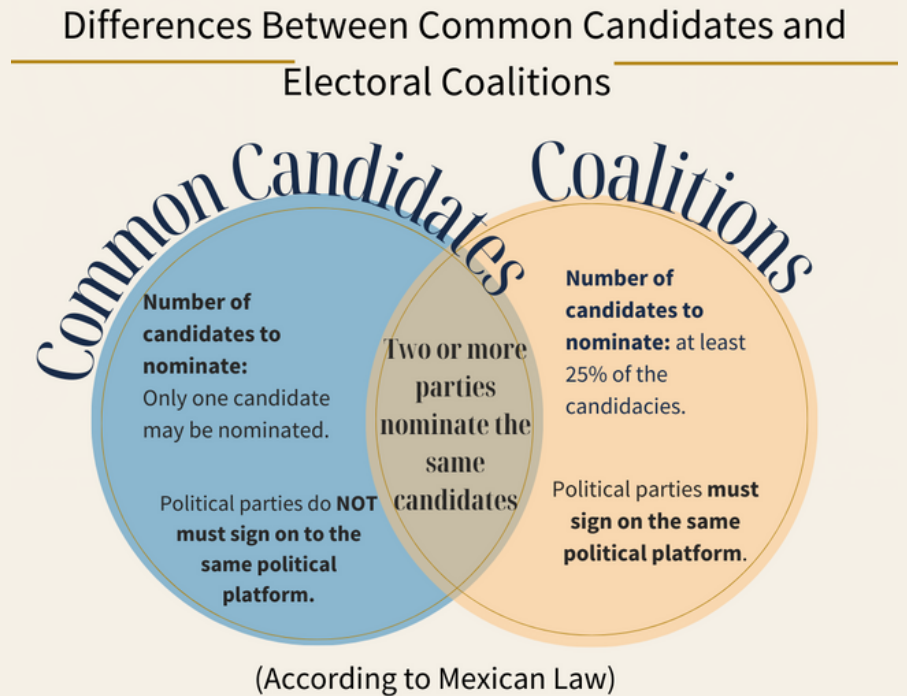 Differences Between Common Candidates and
Electoral Coalitions
Common Candidates
Number of
candidates to
nominate:
Only one candidate
may be nominated.
Political parties do NOT
must sign on to the
same political
platform.
Two or more
parties
nominate the
same
candidates
Coalitions
Number of
candidates to
nominate: at least
25% of the
candidacies.
Political parties must
sign on the same
political platform.
(According to Mexican Law)